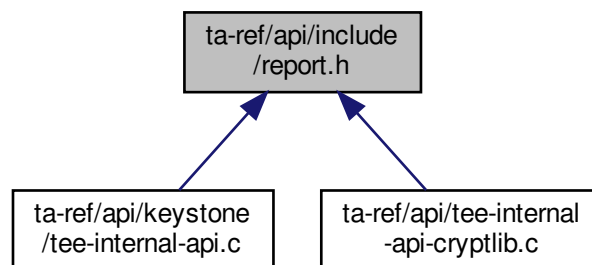 ta-ref/api/include
/report.h
ta-ref/api/keystone
/tee-internal-api.c
ta-ref/api/tee-internal
-api-cryptlib.c